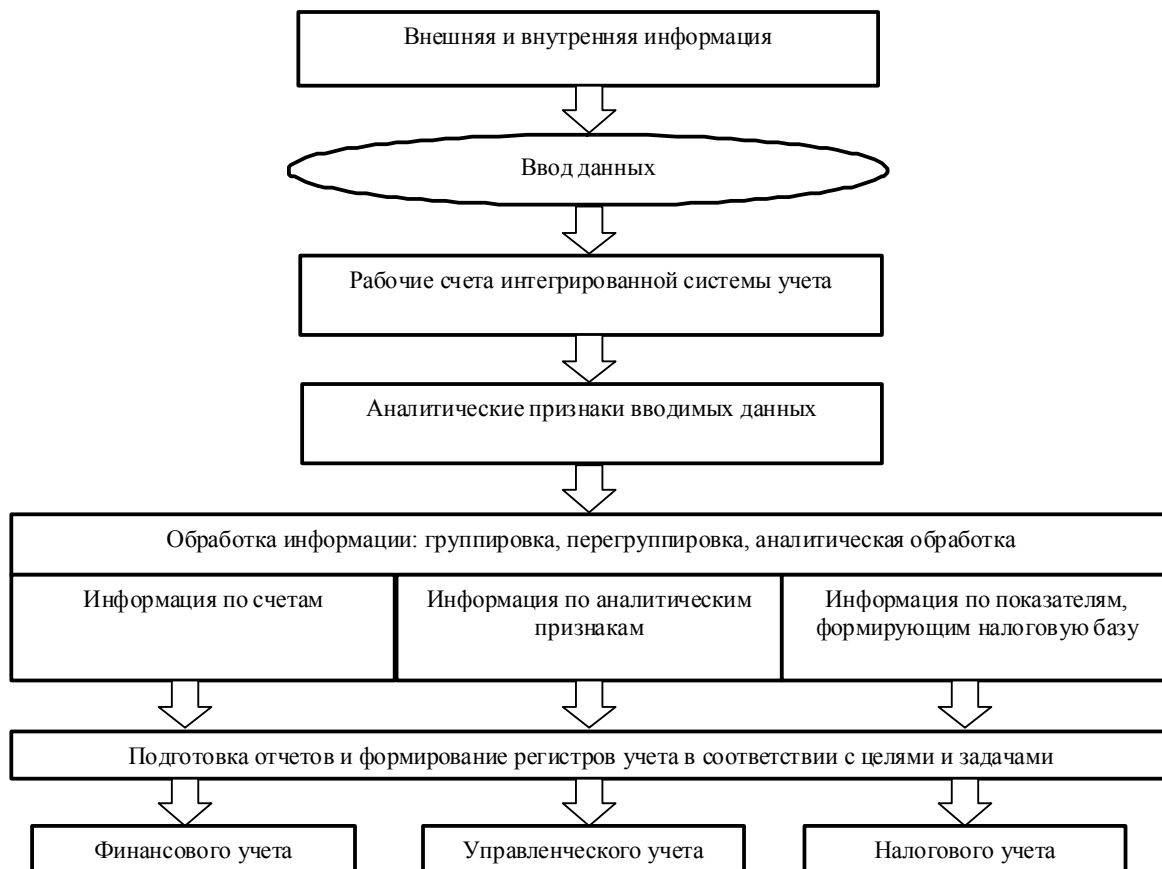 Внешняя и внутренняя информация
Ввод данных
Рабочие счета интегрированной системы учета
Аналитические признаки вводимых данных
Обработка информации: группировка, перегруппировка, аналитическая обработка
Информация по счетам
Информация по аналитическим
признакам
Информация по показателям,
формирующим налоговую базу
Подготовка отчетов и формирование регистров учета в соответствии с целями и задачами
Финансового учета
Управленческого учета
Налогового учета